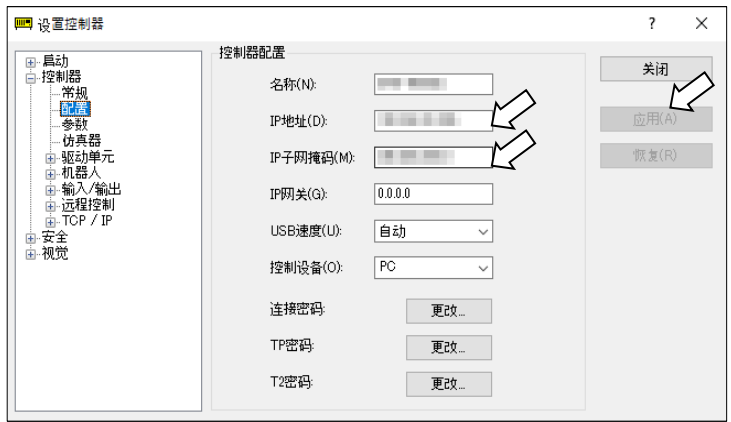 设置控制器
? ×
启动
控制器
常规
配置
参数
仿真器
驱动单元
机器人
输入/输出
远程控制
TCP / IP
安全
视觉
控制器配置
名称(N):
IP地址(D):
IP子网掩码(M):
IP网关(G):
0.0.0.0
USB速度(U):
自动
控制设备(O):
PC
连接密码:
更改...
TP密码:
更改...
T2密码:
更改...
关闭
应用(A)
恢复(R)